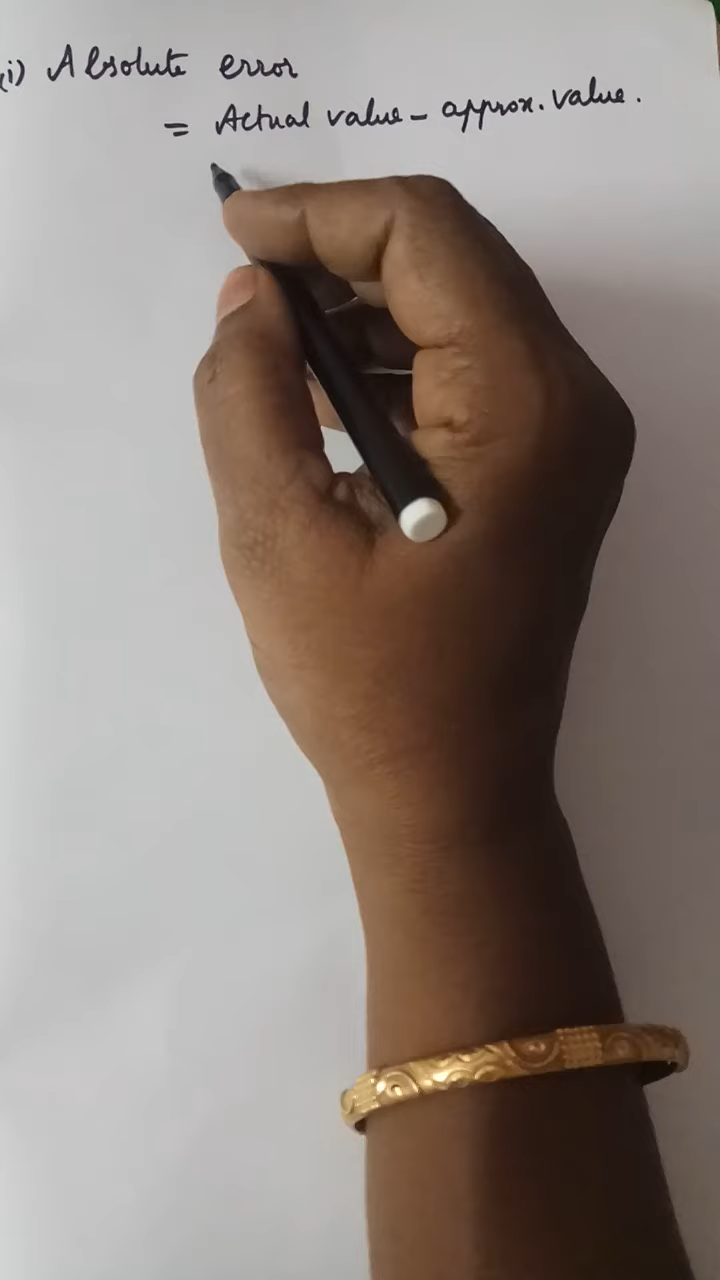 (i) Absolute error
= Actual value - approx. value.